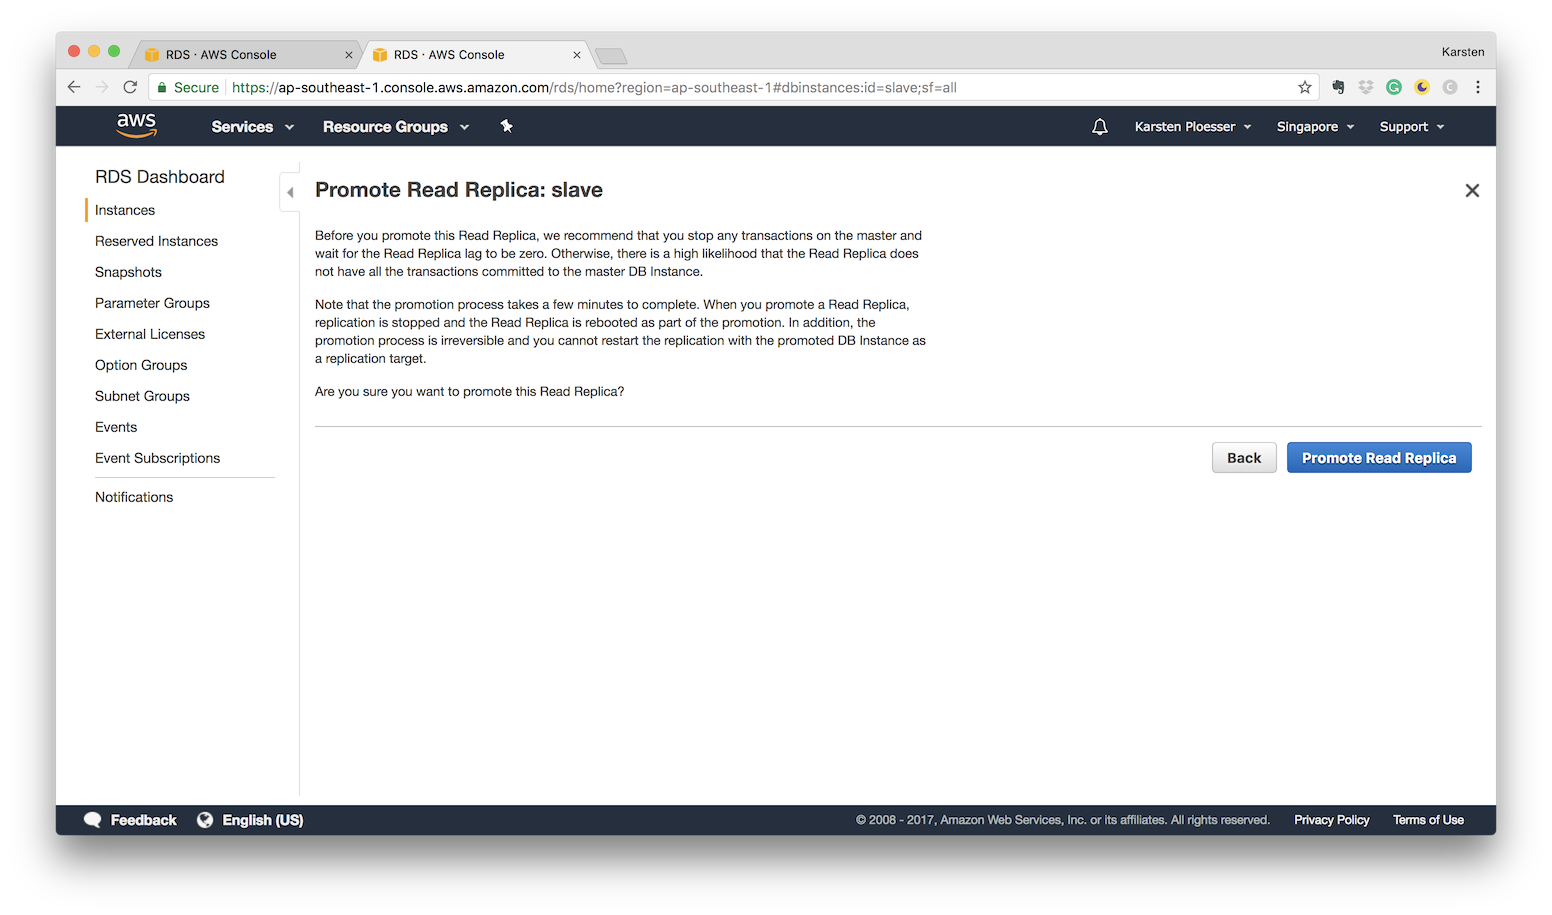 RDS · AWS Console
RDS · AWS Console
Karsten
Secure
https://ap-southeast-1.console.aws.amazon.com/rds/home?region=ap-southeast-1#dbinstances:id=slave;sf=all
aws
Services
Resource Groups
Karsten Ploesser
Singapore
Support
RDS Dashboard
Instances
Reserved Instances
Snapshots
Parameter Groups
External Licenses
Option Groups
Subnet Groups
Events
Event Subscriptions
Notifications
Promote Read Replica: slave
Before you promote this Read Replica, we recommend that you stop any transactions on the master and
wait for the Read Replica lag to be zero. Otherwise, there is a high likelihood that the Read Replica does
not have all the transactions committed to the master DB Instance.
Note that the promotion process takes a few minutes to complete. When you promote a Read Replica,
replication is stopped and the Read Replica is rebooted as part of the promotion. In addition, the
promotion process is irreversible and you cannot restart the replication with the promoted DB Instance as
a replication target.
Are you sure you want to promote this Read Replica?
Back
Promote Read Replica
Feedback
English (US)
© 2008 - 2017, Amazon Web Services, Inc. or its affiliates. All rights reserved.
Privacy Policy
Terms of Use